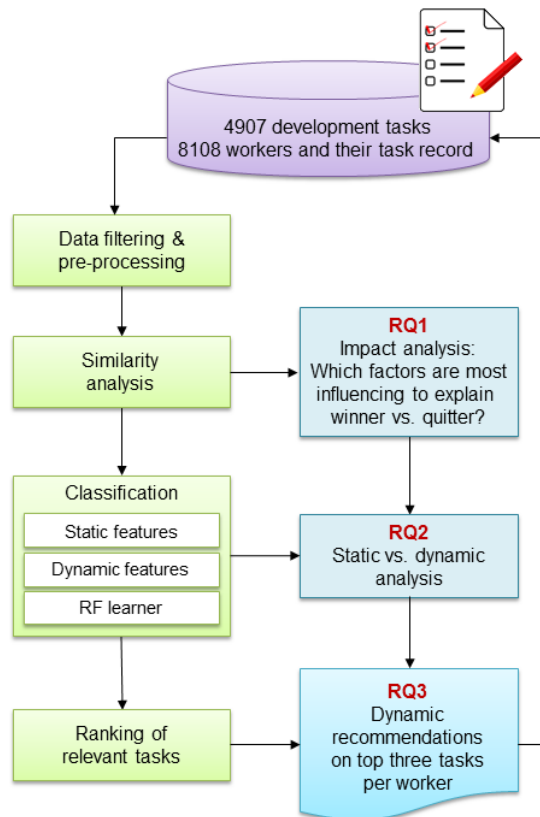 4907 development tasks
8108 workers and their task record
Data filtering &
pre-processing
Similarity
analysis
RQ1
Impact analysis:
Which factors are most
influencing to explain
winner vs. quitter?
Classification
Static features
Dynamic features
RF learner
RQ2
Static vs. dynamic
analysis
Ranking of
relevant tasks
RQ3
Dynamic
recommendations
on top three tasks
per worker